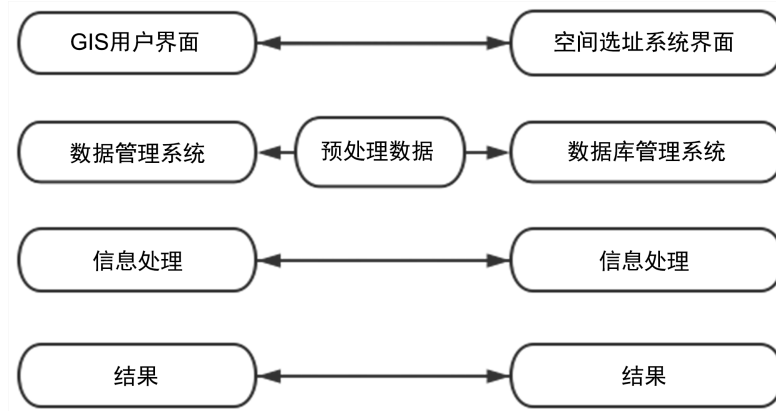 GIS用户界面
空间选址系统界面
数据管理系统
预处理数据
数据库管理系统
信息处理
信息处理
结果
结果